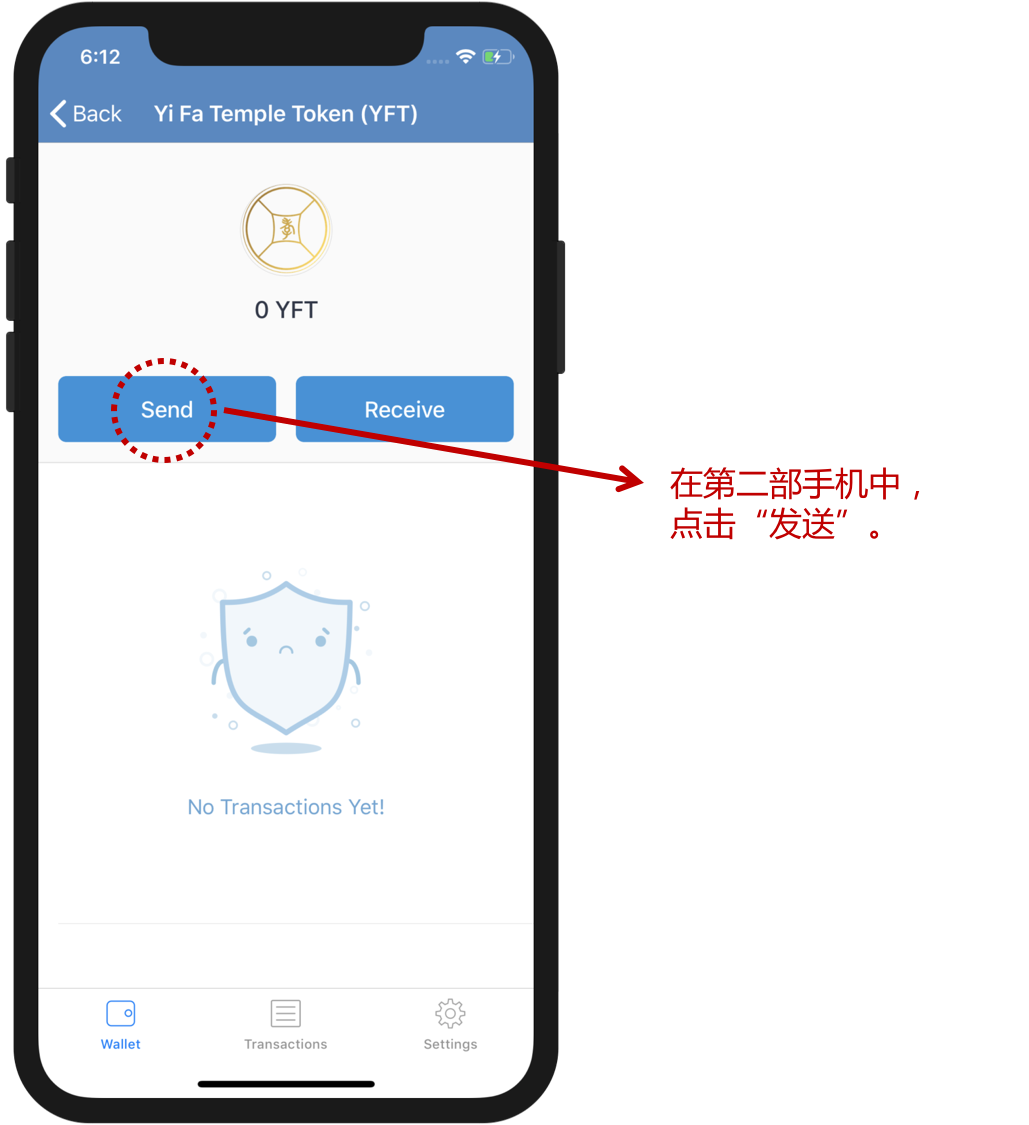 6:12
Back Yi Fa Temple Token (YFT)
0 YFT
Send Receive
在第二部手机中，
点击“发送”。
No Transactions Yet!
Wallet Transactions Settings